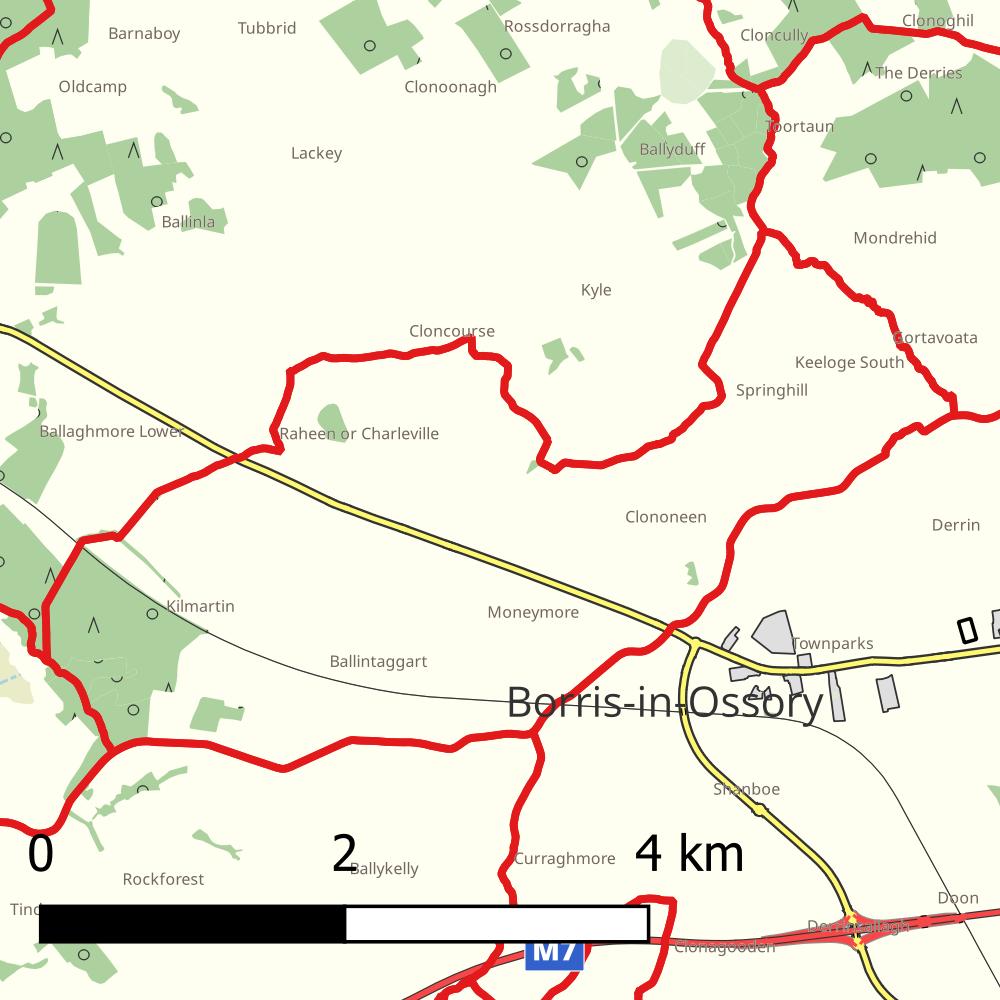 Barnaboy
Tubbrid
Rossdorragha
Cloncully
Clonoghil
Oldcamp
Clonoonagh
The Derries
Lackey
Ballyduff
Toortaun
Ballinla
Mondrehid
Kyle
Cloncourse
Gortavoata
Keeloge South
Springhill
Ballaghmore Lower
Raheen or Charleville
Clononeen
Derrin
Kilmartin
Moneymore
Townparks
Ballintaggart
Borris-in-Ossory
Shanboe
0 2 4 km
Curraghmore
Ballykelly
Rockforest
Doon
Tinc
Derrinsallagh
Clonagooden
M7